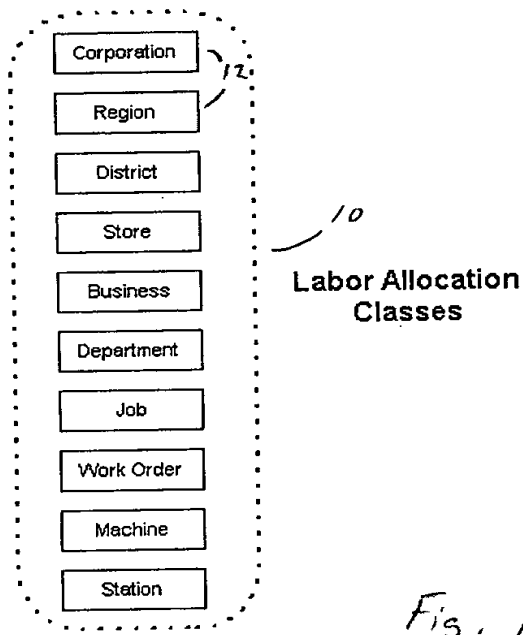 Corporation
12
Region
District
Store
10
Business
Labor Allocation
Classes
Department
Job
Work Order
Machine
Station
Fig. 1